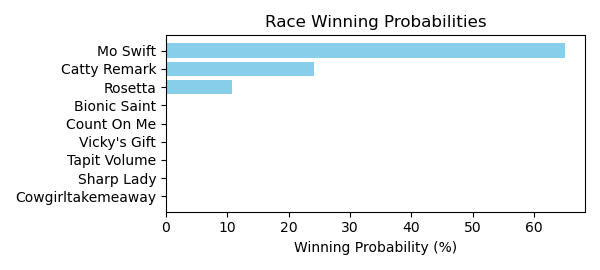 Race Winning Probabilities
Mo Swift
Catty Remark
Rosetta
Bionic Saint
Count On Me
Vicky's Gift
Tapit Volume
Sharp Lady
Cowgirltakemeaway
0 10 20 30 40 50 60
Winning Probability (%)